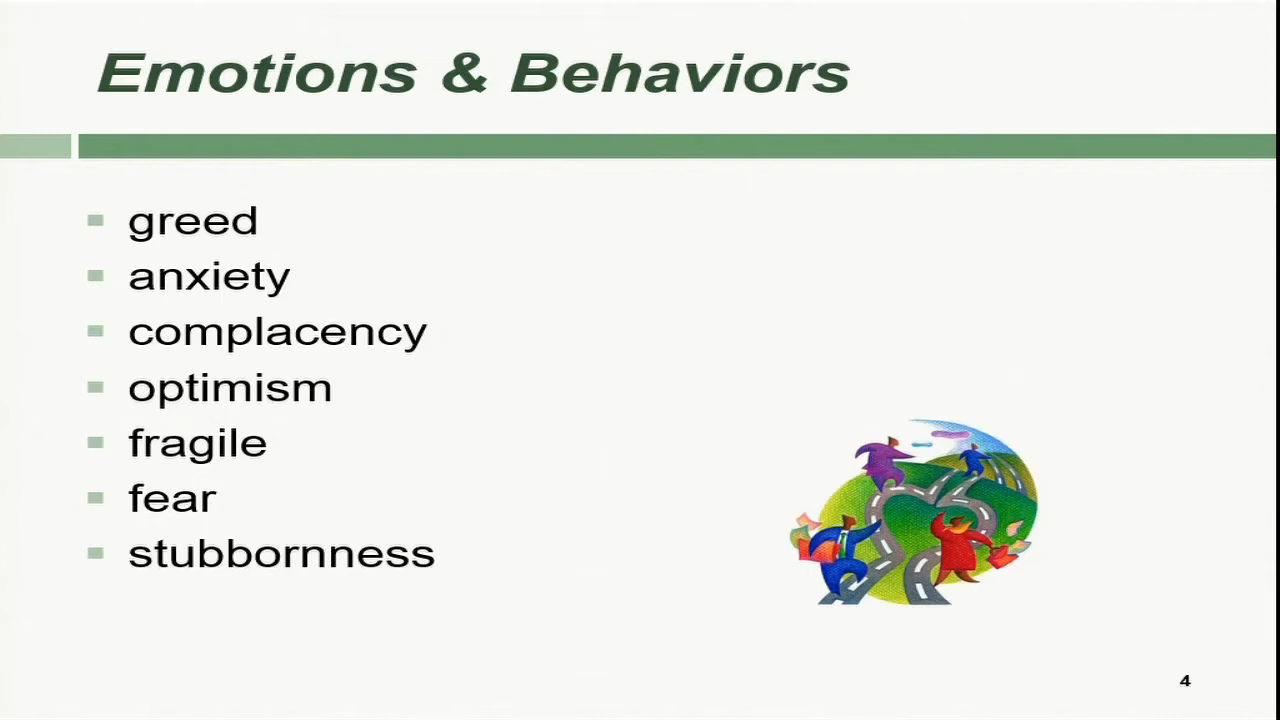 Emotions & Behaviors
greed
anxiety
complacency
optimism
fragile
fear
stubbornness
4